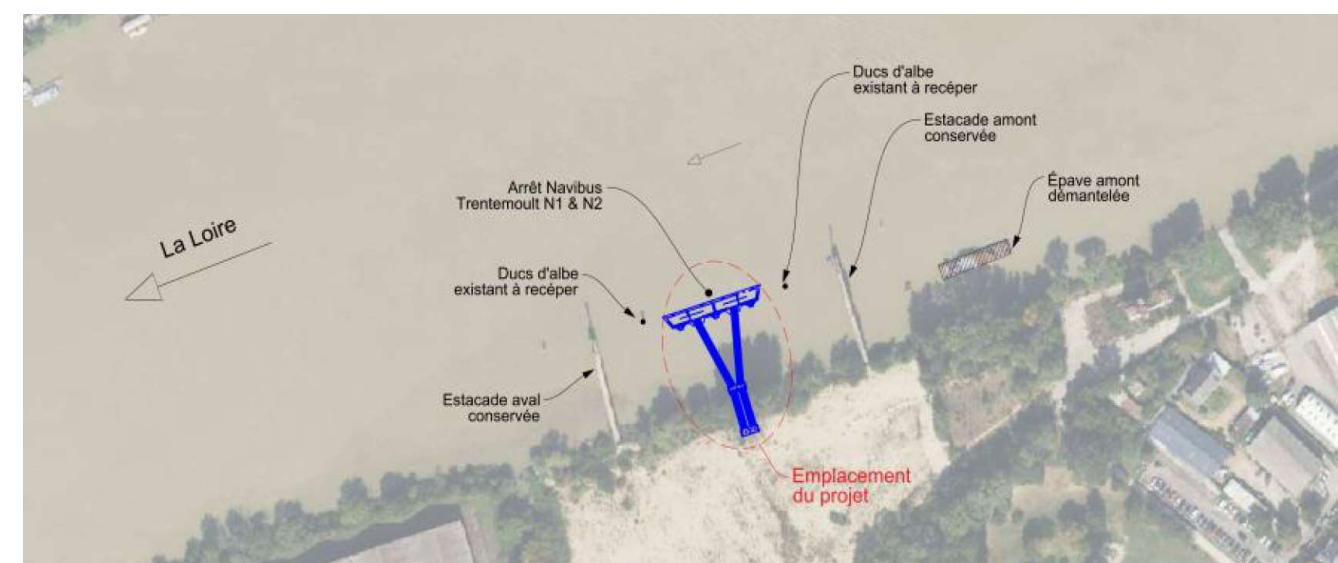 Ducs d'albe
existant à recéper
Estacade amont
conservée
Arrêt Navibus
Trentemoult N1 & N2
Épave amont
démantelée
La Loire
Ducs d'albe
existant à recéper
Estacade aval
conservée
Emplacement
du projet